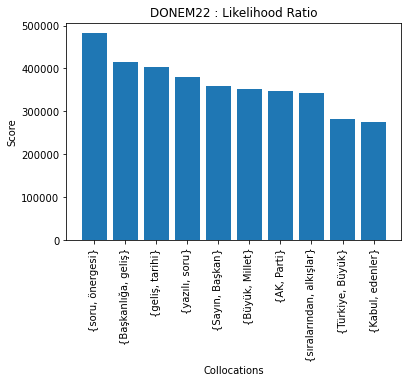 DONEM22 : Likelihood Ratio
Score
500000
400000
300000
200000
100000
0
{soru, önergesi}
{Başkanlığa, geliş}
{geliş, tarihi}
{yazılı, soru}
{Sayın, Başkan}
{Büyük, Millet}
{AK, Parti}
{sıralarından, alkışlar}
{Türkiye, Büyük}
{Kabul, edenler}
Collocations